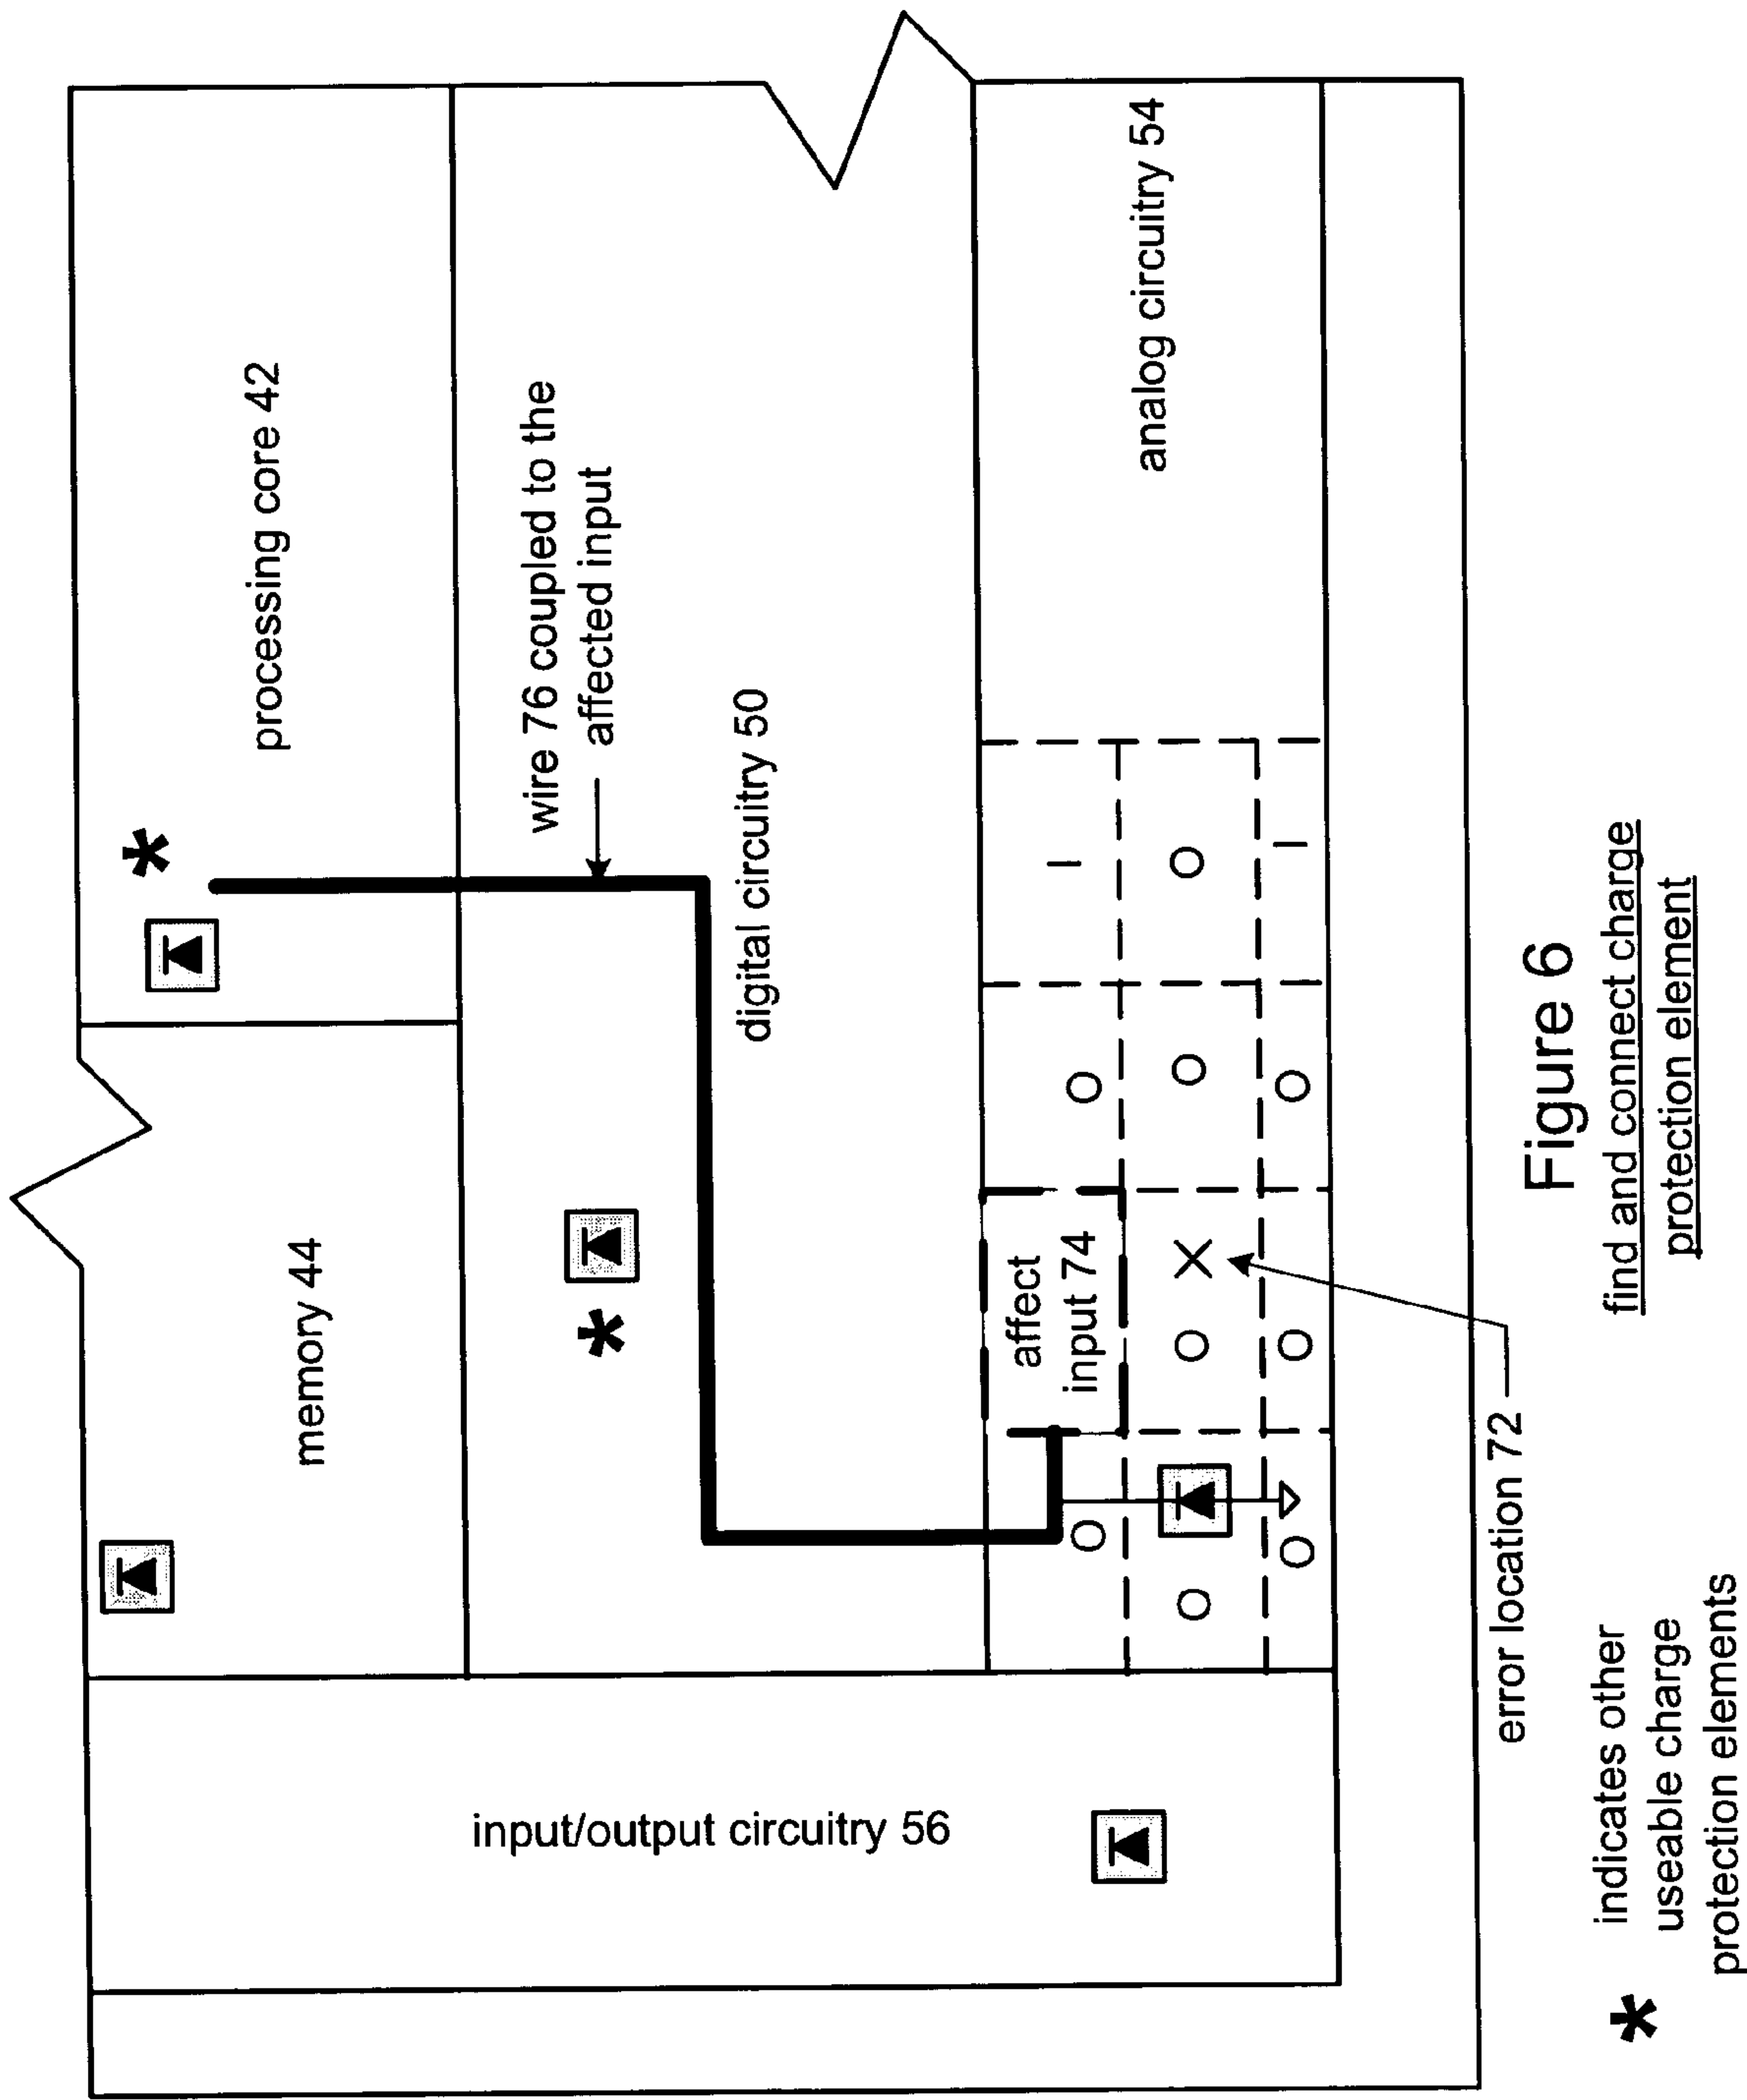 processing core 42
memory 44
wire 76 coupled to the
affected input
digital circuitry 50
input/output circuitry 56
analog circuitry 54
affect
input 74
O
O
O
X
O
O
O
O
O
O
I
O
I
error location 72
Figure 6
find and connect charge
protection element
* indicates other
useable charge
protection elements
*
*